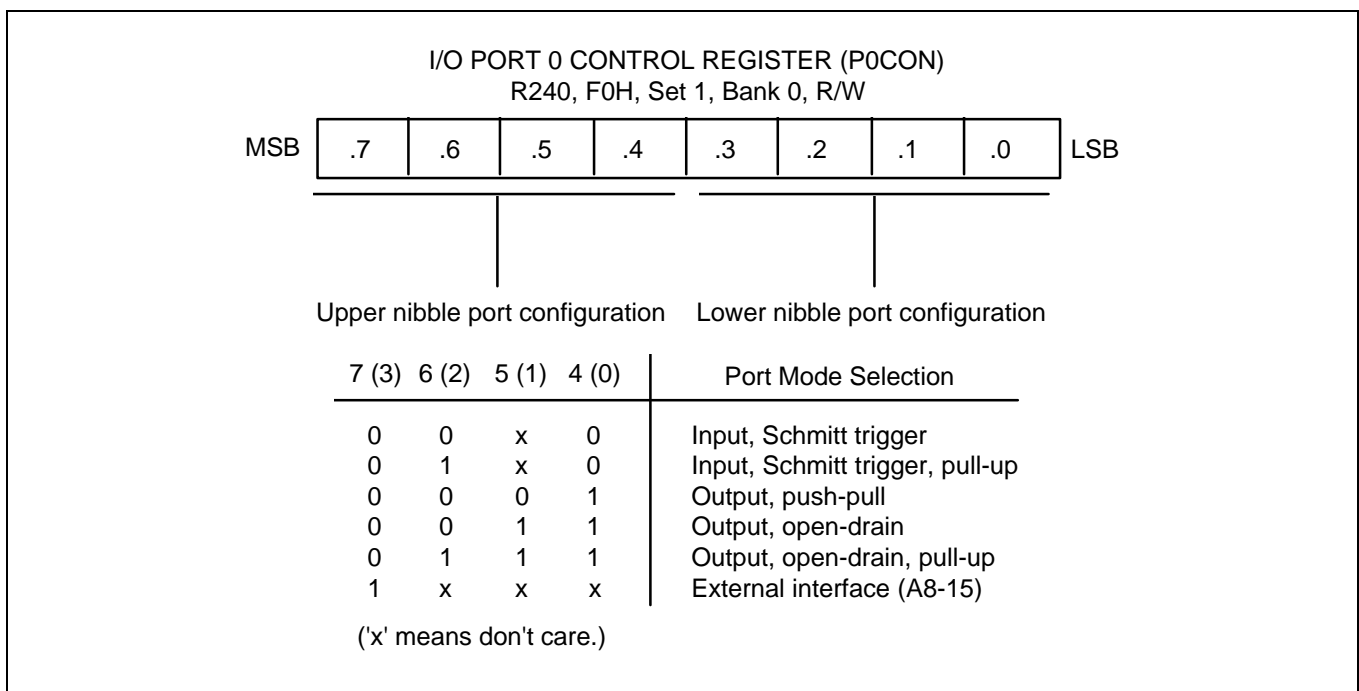 I/O PORT 0 CONTROL REGISTER (P0CON)
R240, F0H, Set 1, Bank 0, R/W
MSB .7 .6 .5 .4 .3 .2 .1 .0 LSB
Upper nibble port configuration Lower nibble port configuration
7 (3) 6 (2) 5 (1) 4 (0) Port Mode Selection
0 0 x 0 Input, Schmitt trigger
0 1 x 0 Input, Schmitt trigger, pull-up
0 0 0 1 Output, push-pull
0 0 1 1 Output, open-drain
0 1 1 1 Output, open-drain, pull-up
1 x x x External interface (A8-15)
('x' means don't care.)